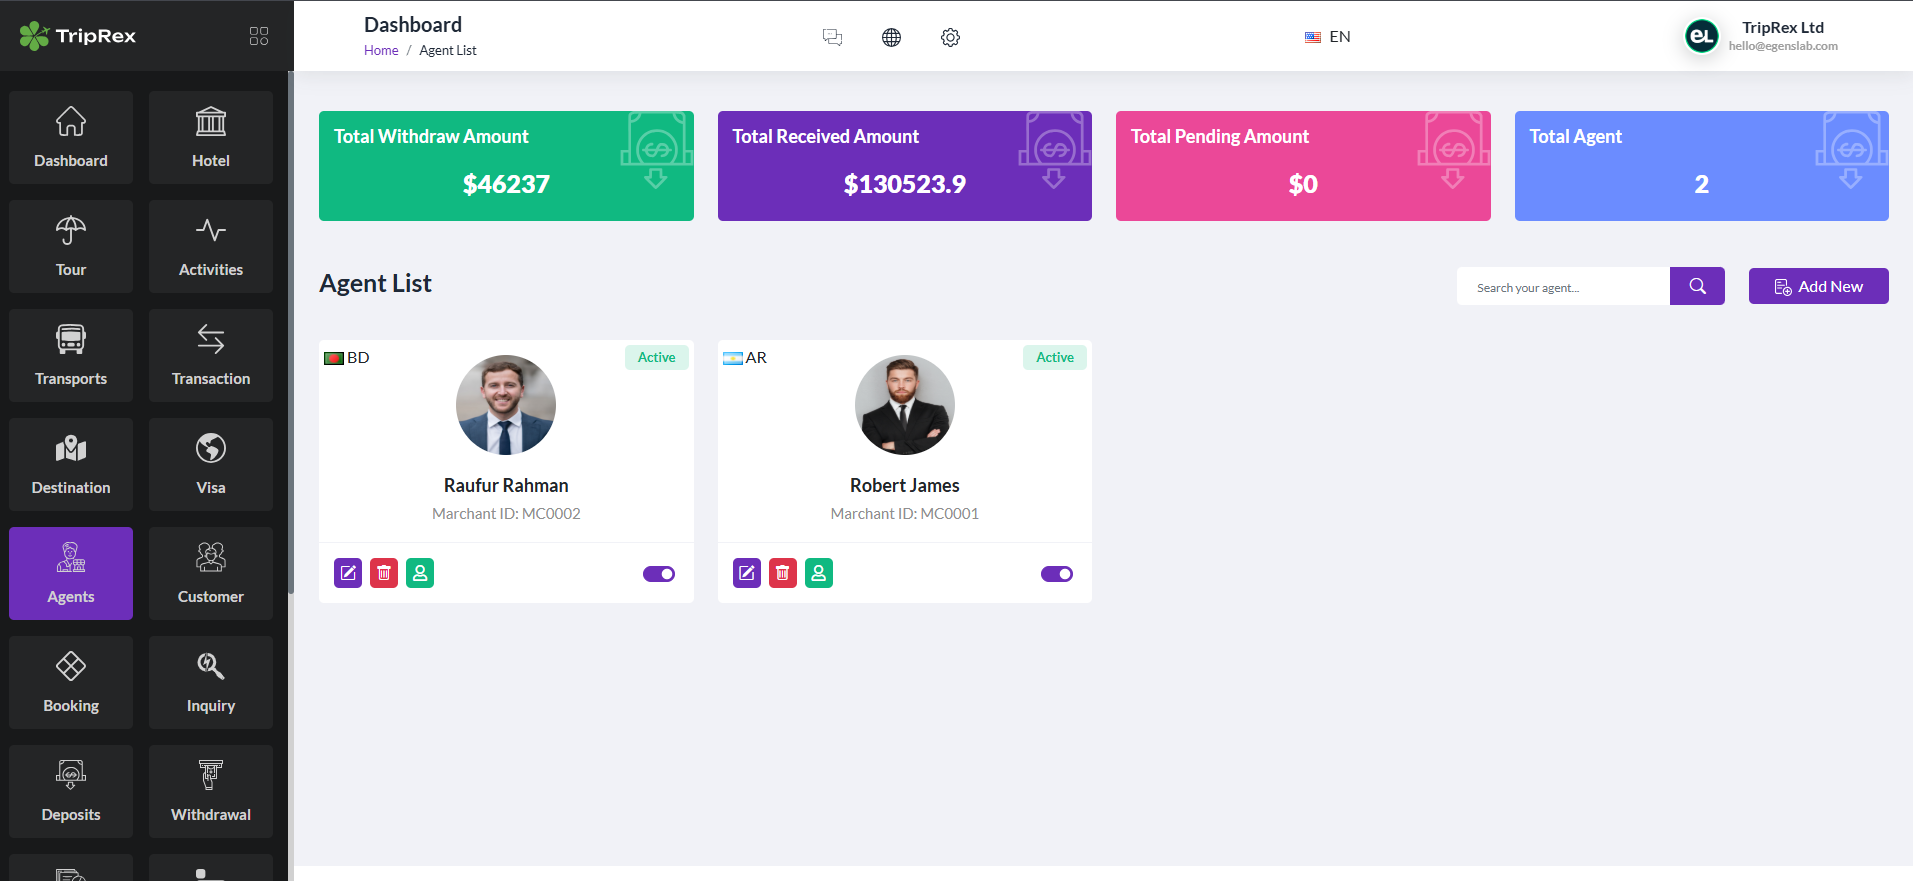 TripRex
Dashboard
Home / Agent List
EN
eL
TripRex Ltd
hello@egenslab.com
Dashboard
Hotel
Tour
Activities
Transports
Transaction
Destination
Visa
Agents
Customer
Booking
Inquiry
Deposits
Withdrawal
Total Withdraw Amount
$46237
Total Received Amount
$130523.9
Total Pending Amount
$0
Total Agent
2
Agent List
Search your agent...
Add New
BD
Active
Raufur Rahman
Marchant ID: MC0002
AR
Active
Robert James
Marchant ID: MC0001